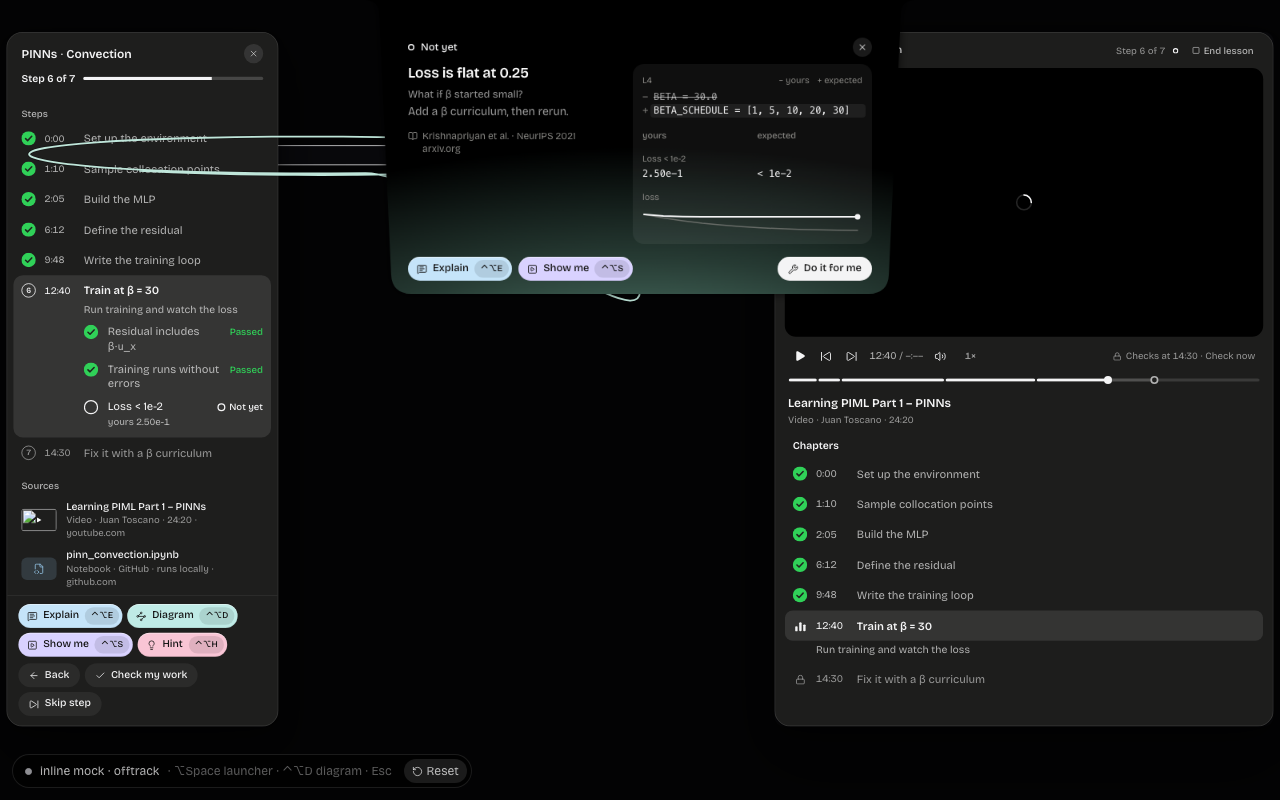 PINNs · Convection
Step 6 of 7
Steps
0:00 Set up the environment
1:10 Sample collocation points
2:05 Build the MLP
6:12 Define the residual
9:48 Write the training loop
6 12:40 Train at β = 30
Run training and watch the loss
Residual includes Passed
β·u_x
Training runs without Passed
errors
Loss < 1e-2 Not yet
yours 2.50e-1
7 14:30 Fix it with a β curriculum
Sources
Learning PIML Part 1 – PINNs
Video · Juan Toscano · 24:20 ·
youtube.com
pinn_convection.ipynb
Notebook · GitHub · runs locally ·
github.com
Explain ^⌥E
Diagram ^⌥D
Show me ^⌥S
Hint ^⌥H
Back
Check my work
Skip step
Not yet
Loss is flat at 0.25
What if β started small?
Add a β curriculum, then rerun.
Krishnapriyan et al. · NeurIPS 2021
arxiv.org
L4 − yours + expected
− BETA = 30.0
+ BETA_SCHEDULE = [1, 5, 10, 20, 30]
yours expected
Loss < 1e-2
2.50e-1 < 1e-2
loss
Explain ^⌥E
Show me ^⌥S
Do it for me
Step 6 of 7
End lesson
12:40 / –:––
1×
Checks at 14:30 · Check now
Learning PIML Part 1 – PINNs
Video · Juan Toscano · 24:20
Chapters
0:00 Set up the environment
1:10 Sample collocation points
2:05 Build the MLP
6:12 Define the residual
9:48 Write the training loop
12:40 Train at β = 30
Run training and watch the loss
14:30 Fix it with a β curriculum
inline mock · offtrack · ⌥Space launcher · ^⌥D diagram · Esc
Reset